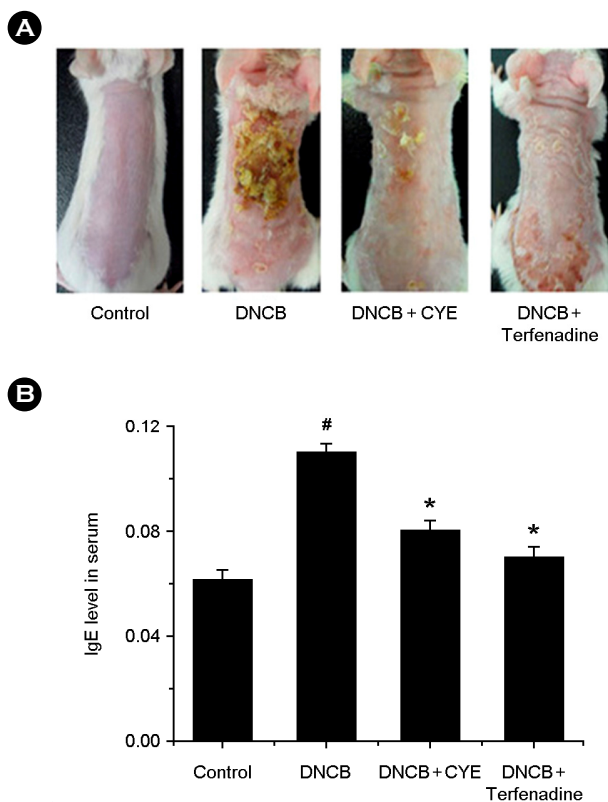 A
Control
DNCB
DNCB + CYE
DNCB +
Terfenadine
B
IgE level in serum
0.12
0.08
0.04
0.00
#
*
*
Control
DNCB
DNCB + CYE
DNCB +
Terfenadine